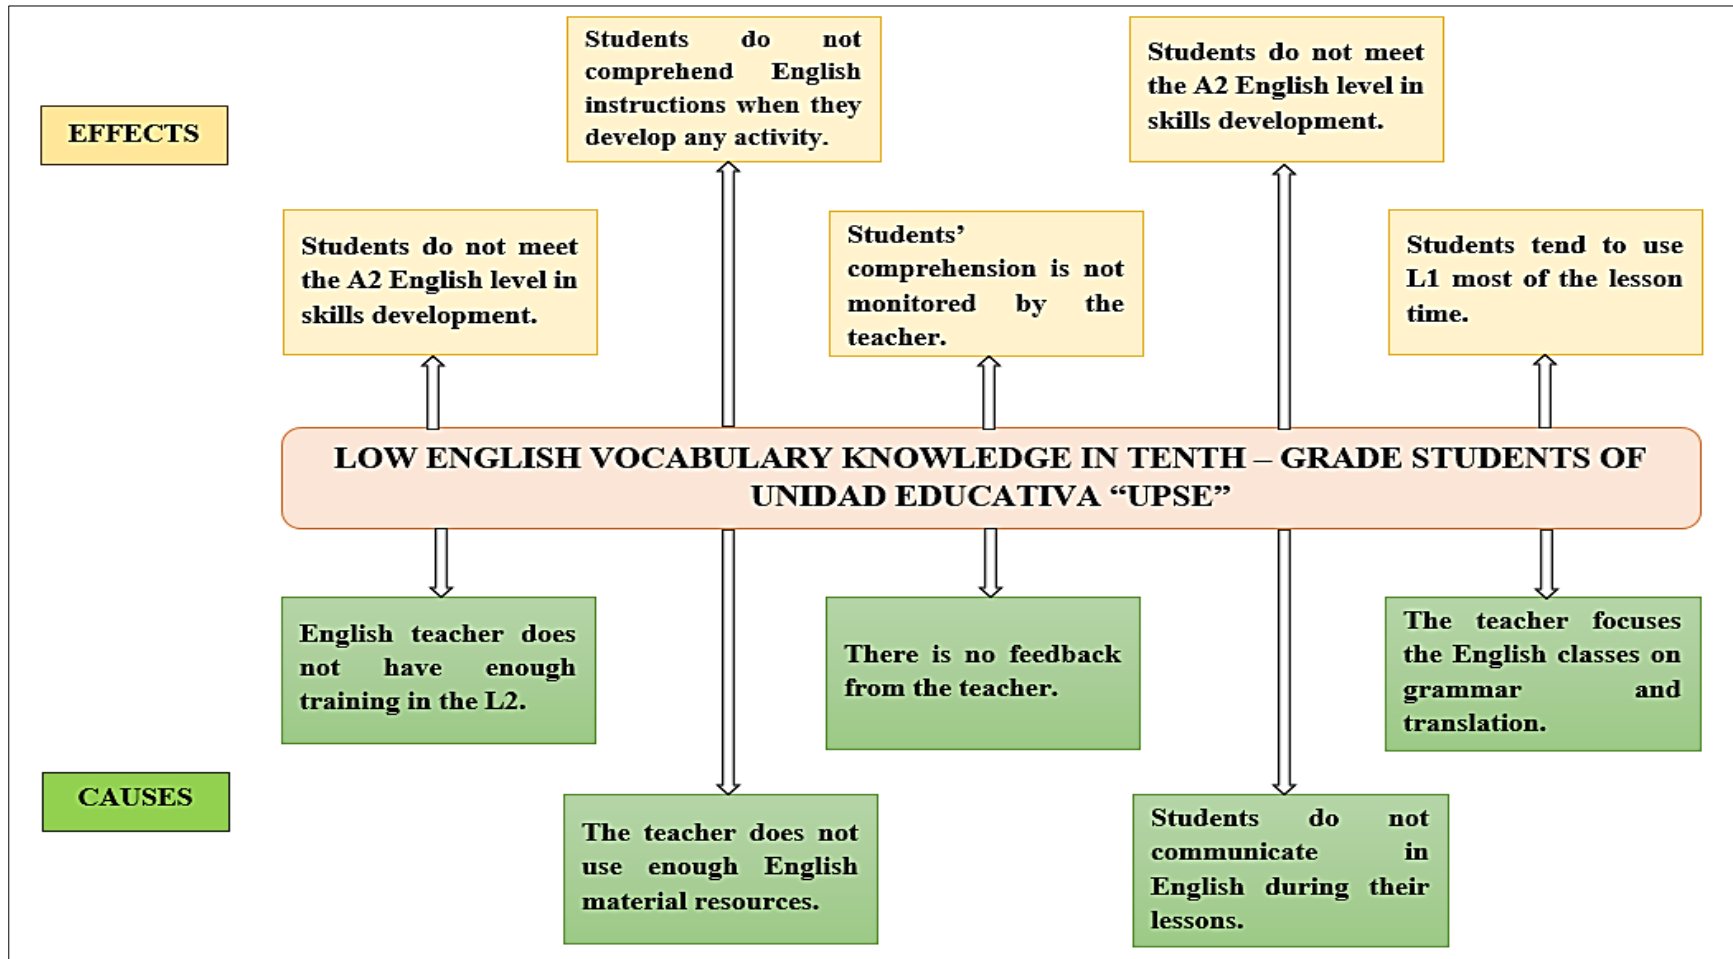 Students do not
comprehend English
instructions when they
develop any activity.
Students do not meet
the A2 English level in
skills development.
EFFECTS
Students do not meet
the A2 English level in
skills development.
Students’
comprehension is not
monitored by the
teacher.
Students tend to use
L1 most of the lesson
time.
LOW ENGLISH VOCABULARY KNOWLEDGE IN TENTH – GRADE STUDENTS OF
UNIDAD EDUCATIVA “UPSE”
English teacher does
not have enough
training in the L2.
There is no feedback
from the teacher.
The teacher focuses
the English classes on
grammar and
translation.
CAUSES
The teacher does not
use enough English
material resources.
Students do not
communicate in
English during their
lessons.